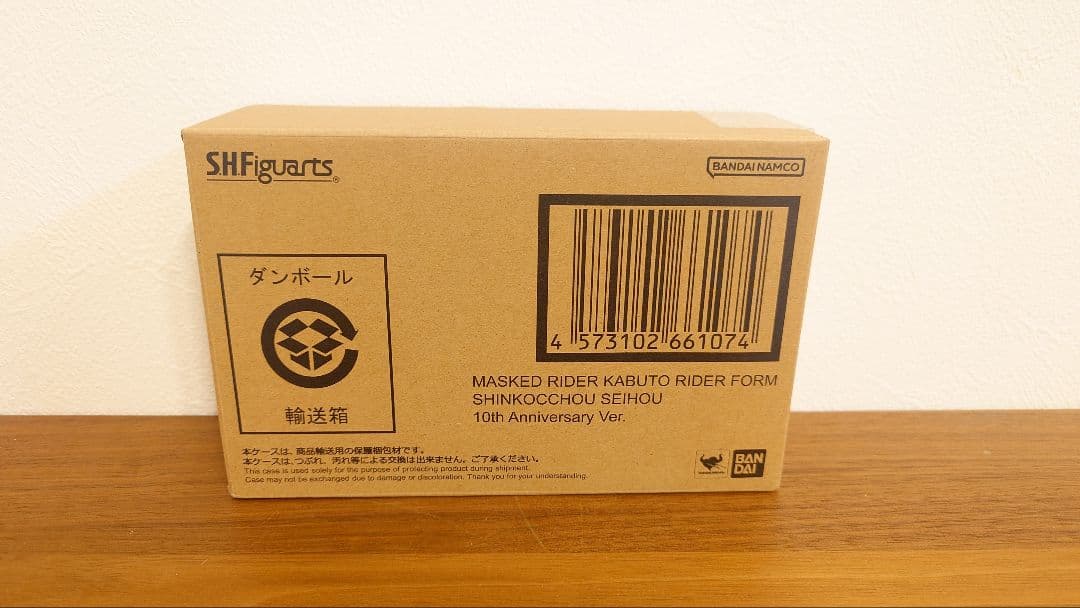 S.H.Figuarts®
BANDAI NAMCO
ダンボール
輸送箱
4 573102 661074
MASKED RIDER KABUTO RIDER FORM
SHINKOCCHOU SEIHOU
10th Anniversary Ver.
本ケースは、商品輸送用の保護梱包材です。
本ケースは、つぶれ、汚れ等による交換は出来ません。ご了承ください。
This case is used solely for the purpose of protecting product during shipment.
Case may not be exchanged due to damage or discoloration. Thank you for your understanding.
BAN
DAI